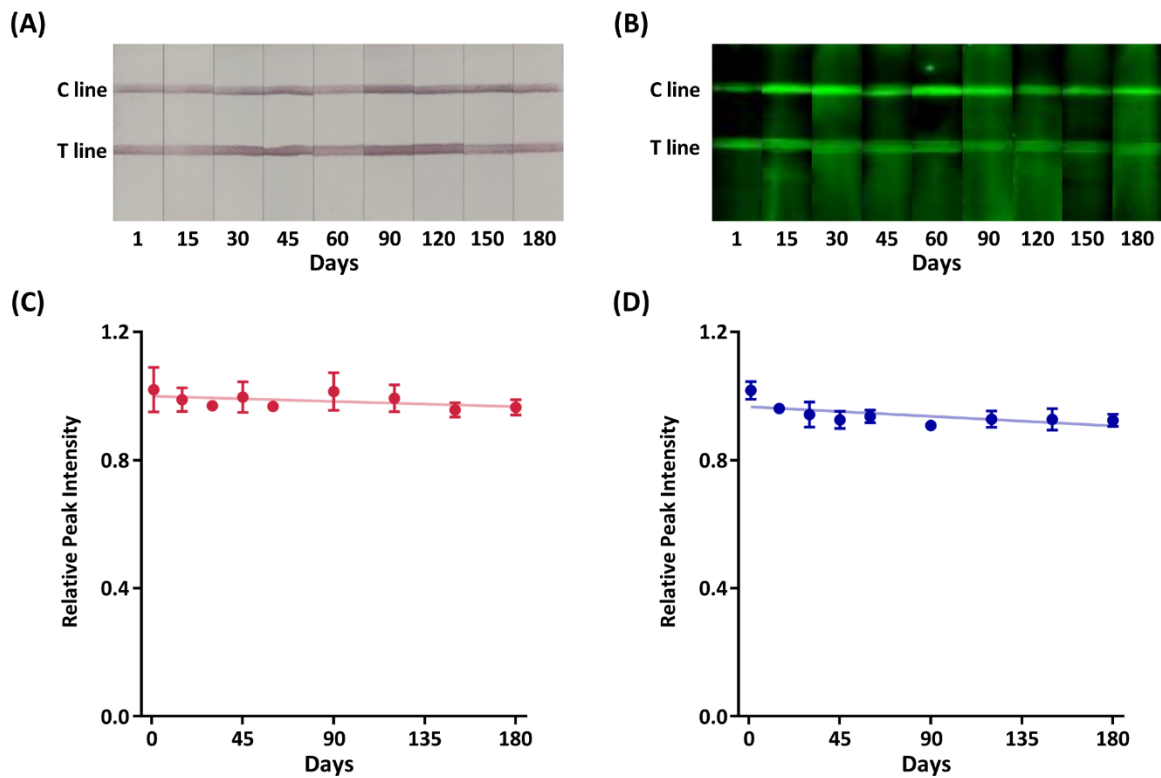 (A)
C line
T line
1 15 30 45 60 90 120 150 180
Days
(B)
C line
T line
1 15 30 45 60 90 120 150 180
Days
(C)
Relative Peak Intensity
1.2
0.8
0.4
0.0
0 45 90 135 180
Days
(D)
Relative Peak Intensity
1.2
0.8
0.4
0.0
0 45 90 135 180
Days